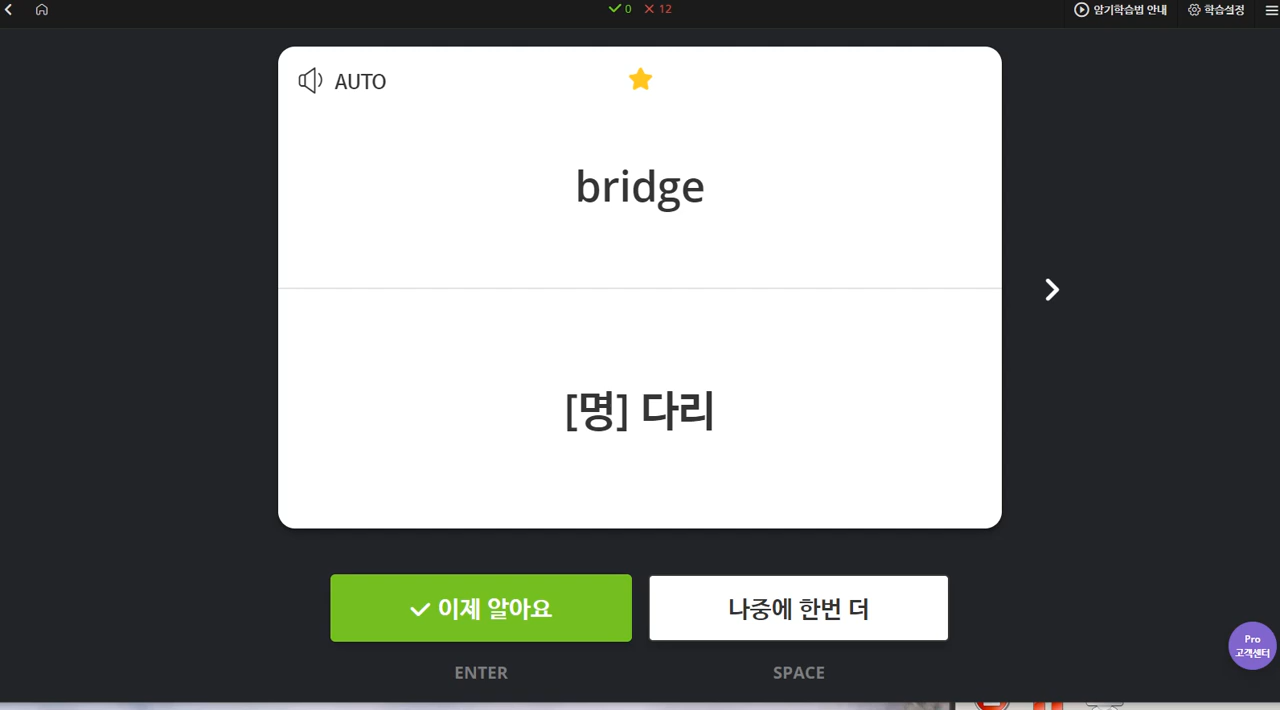 0 12
암기학습법 안내 학습설정
AUTO
bridge
[명] 다리
이제 알아요
나중에 한번 더
ENTER
SPACE
Pro
고객센터